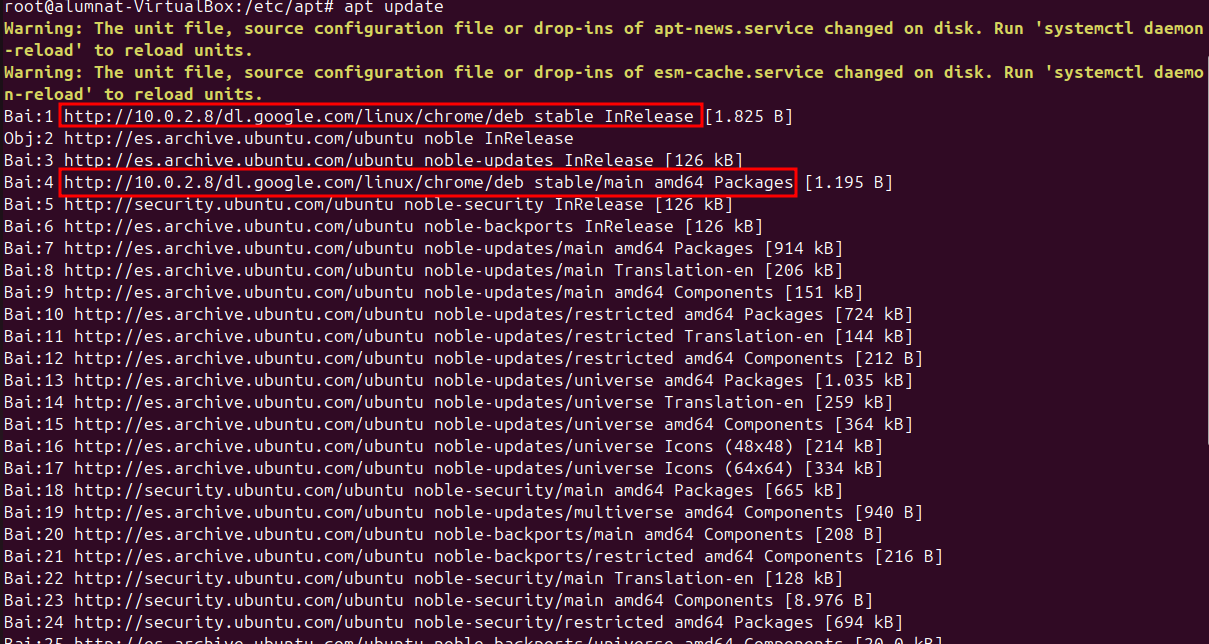 root@alumnat-VirtualBox:/etc/apt# apt update
Warning: The unit file, source configuration file or drop-ins of apt-news.service changed on disk. Run 'systemctl daemon
-reload' to reload units.
Warning: The unit file, source configuration file or drop-ins of esm-cache.service changed on disk. Run 'systemctl daemo
n-reload' to reload units.
Bai:1 http://10.0.2.8/dl.google.com/linux/chrome/deb stable InRelease [1.825 B]
Obj:2 http://es.archive.ubuntu.com/ubuntu noble InRelease
Bai:3 http://es.archive.ubuntu.com/ubuntu noble-updates InRelease [126 kB]
Bai:4 http://10.0.2.8/dl.google.com/linux/chrome/deb stable/main amd64 Packages [1.195 B]
Bai:5 http://security.ubuntu.com/ubuntu noble-security InRelease [126 kB]
Bai:6 http://es.archive.ubuntu.com/ubuntu noble-backports InRelease [126 kB]
Bai:7 http://es.archive.ubuntu.com/ubuntu noble-updates/main amd64 Packages [914 kB]
Bai:8 http://es.archive.ubuntu.com/ubuntu noble-updates/main Translation-en [206 kB]
Bai:9 http://es.archive.ubuntu.com/ubuntu noble-updates/main amd64 Components [151 kB]
Bai:10 http://es.archive.ubuntu.com/ubuntu noble-updates/restricted amd64 Packages [724 kB]
Bai:11 http://es.archive.ubuntu.com/ubuntu noble-updates/restricted Translation-en [144 kB]
Bai:12 http://es.archive.ubuntu.com/ubuntu noble-updates/restricted amd64 Components [212 B]
Bai:13 http://es.archive.ubuntu.com/ubuntu noble-updates/universe amd64 Packages [1.035 kB]
Bai:14 http://es.archive.ubuntu.com/ubuntu noble-updates/universe Translation-en [259 kB]
Bai:15 http://es.archive.ubuntu.com/ubuntu noble-updates/universe amd64 Components [364 kB]
Bai:16 http://es.archive.ubuntu.com/ubuntu noble-updates/universe Icons (48x48) [214 kB]
Bai:17 http://es.archive.ubuntu.com/ubuntu noble-updates/universe Icons (64x64) [334 kB]
Bai:18 http://security.ubuntu.com/ubuntu noble-security/main amd64 Packages [665 kB]
Bai:19 http://es.archive.ubuntu.com/ubuntu noble-updates/multiverse amd64 Components [940 B]
Bai:20 http://es.archive.ubuntu.com/ubuntu noble-backports/main amd64 Components [208 B]
Bai:21 http://es.archive.ubuntu.com/ubuntu noble-backports/restricted amd64 Components [216 B]
Bai:22 http://security.ubuntu.com/ubuntu noble-security/main Translation-en [128 kB]
Bai:23 http://security.ubuntu.com/ubuntu noble-security/main amd64 Components [8.976 B]
Bai:24 http://security.ubuntu.com/ubuntu noble-security/restricted amd64 Packages [694 kB]
Bai:25 http://es.archive.ubuntu.com/ubuntu noble-backports/universe amd64 Components [20,0 kB]